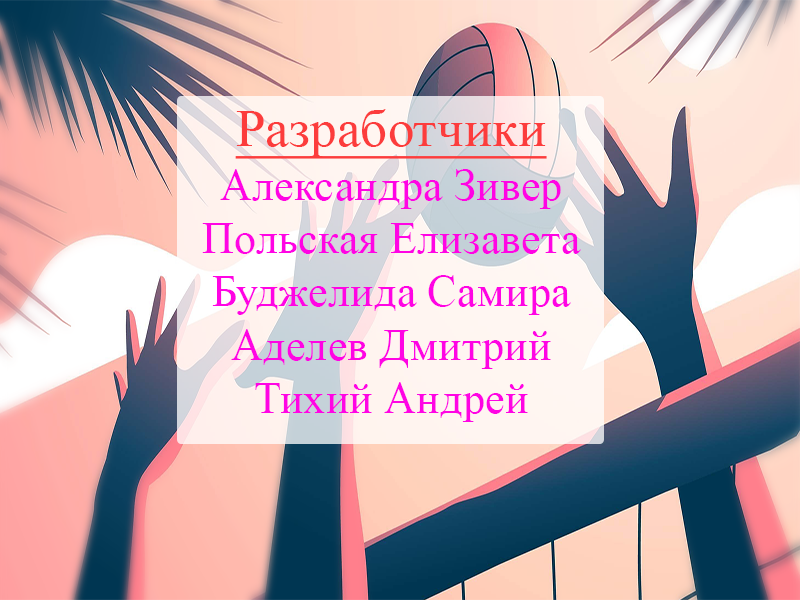 Разработчики
Александра Зивер
Польская Елизавета
Буджелида Самира
Аделев Дмитрий
Тихий Андрей